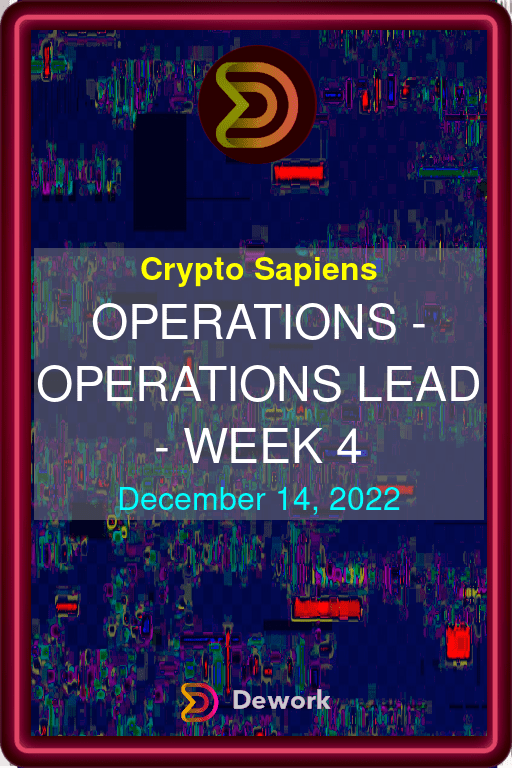 Crypto Sapiens
OPERATIONS -
OPERATIONS LEAD
- WEEK 4
December 14, 2022
Dework